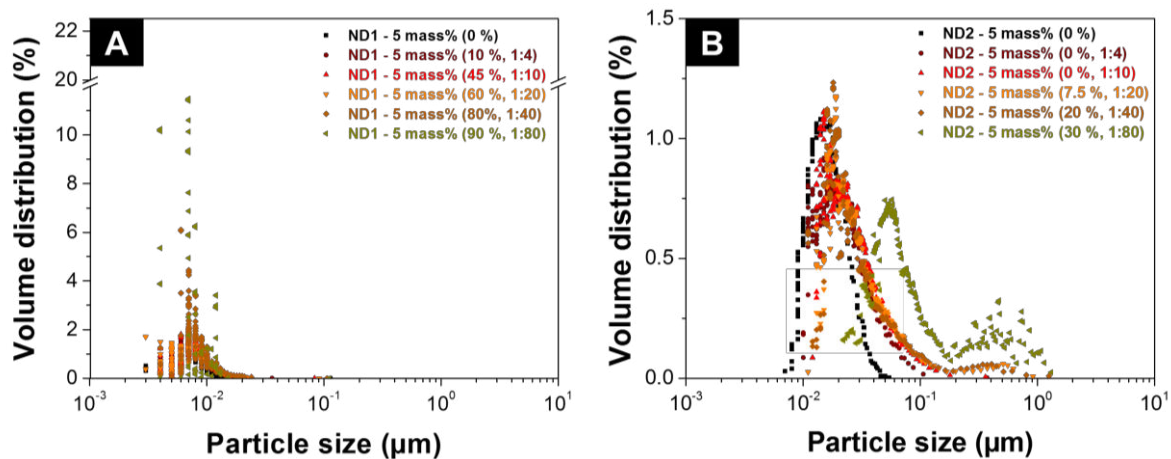 A
Volume distribution (%)
22
20
10
8
6
4
2
0
ND1 - 5 mass% (0 %)
ND1 - 5 mass% (10 %, 1:4)
ND1 - 5 mass% (45 %, 1:10)
ND1 - 5 mass% (60 %, 1:20)
ND1 - 5 mass% (80%, 1:40)
ND1 - 5 mass% (90 %, 1:80)
10-3
10-2
10-1
100
101
Particle size (µm)
B
Volume distribution (%)
1.5
1.0
0.5
0.0
ND2 - 5 mass% (0 %)
ND2 - 5 mass% (0 %, 1:4)
ND2 - 5 mass% (0 %, 1:10)
ND2 - 5 mass% (7.5 %, 1:20)
ND2 - 5 mass% (20 %, 1:40)
ND2 - 5 mass% (30 %, 1:80)
10-3
10-2
10-1
100
101
Particle size (µm)